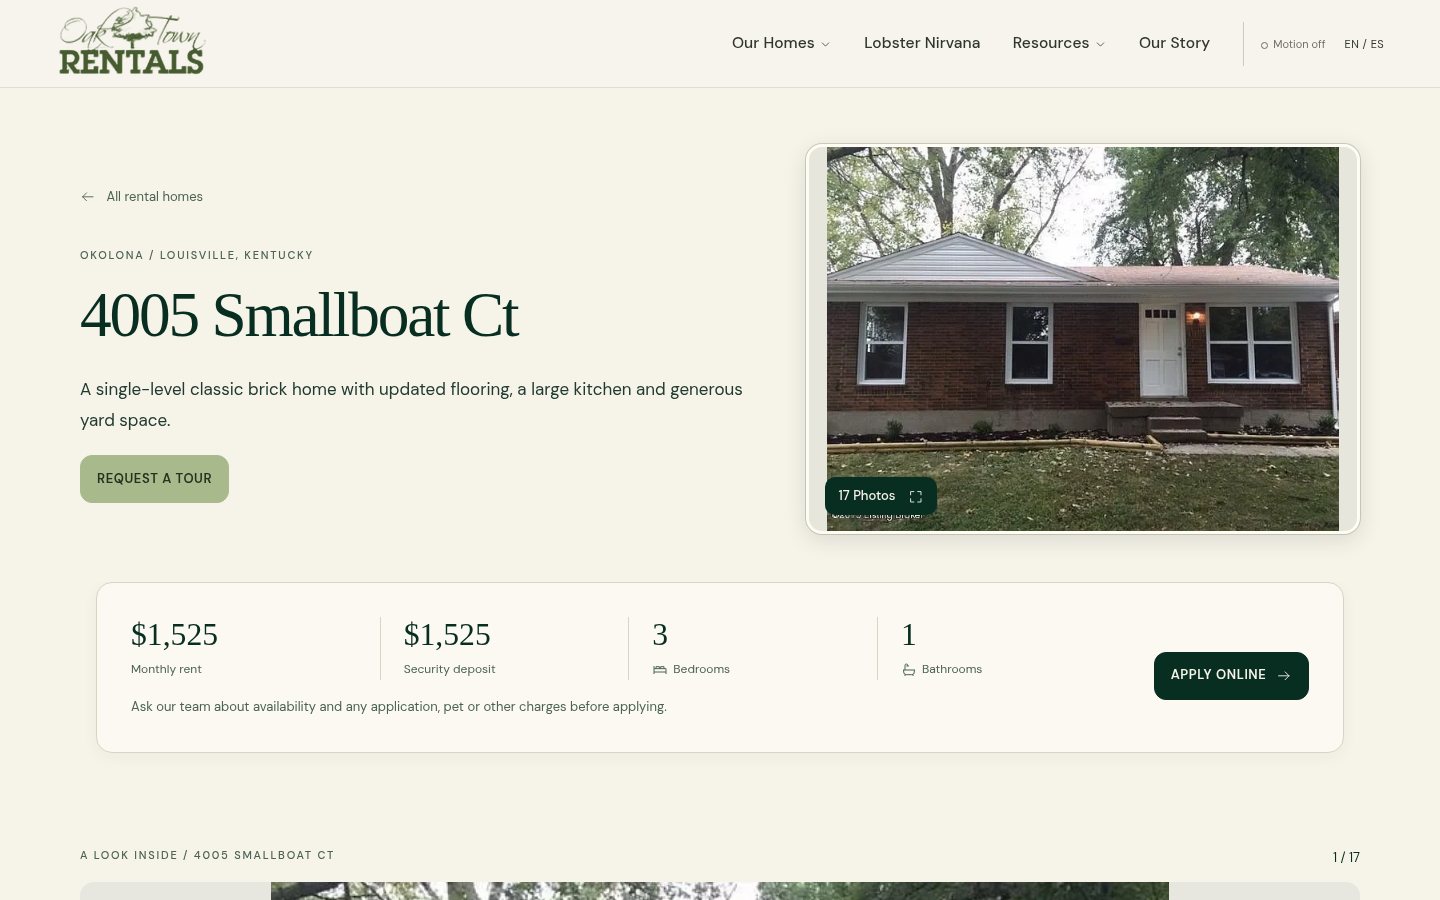 Oak Town
RENTALS
Our Homes
Lobster Nirvana
Resources
Our Story
Motion off
EN / ES
All rental homes
OKOLONA / LOUISVILLE, KENTUCKY
4005 Smallboat Ct
A single-level classic brick home with updated flooring, a large kitchen and generous
yard space.
REQUEST A TOUR
17 Photos
$1,525
Monthly rent
$1,525
Security deposit
3
Bedrooms
1
Bathrooms
Ask our team about availability and any application, pet or other charges before applying.
APPLY ONLINE
A LOOK INSIDE / 4005 SMALLBOAT CT
1 / 17